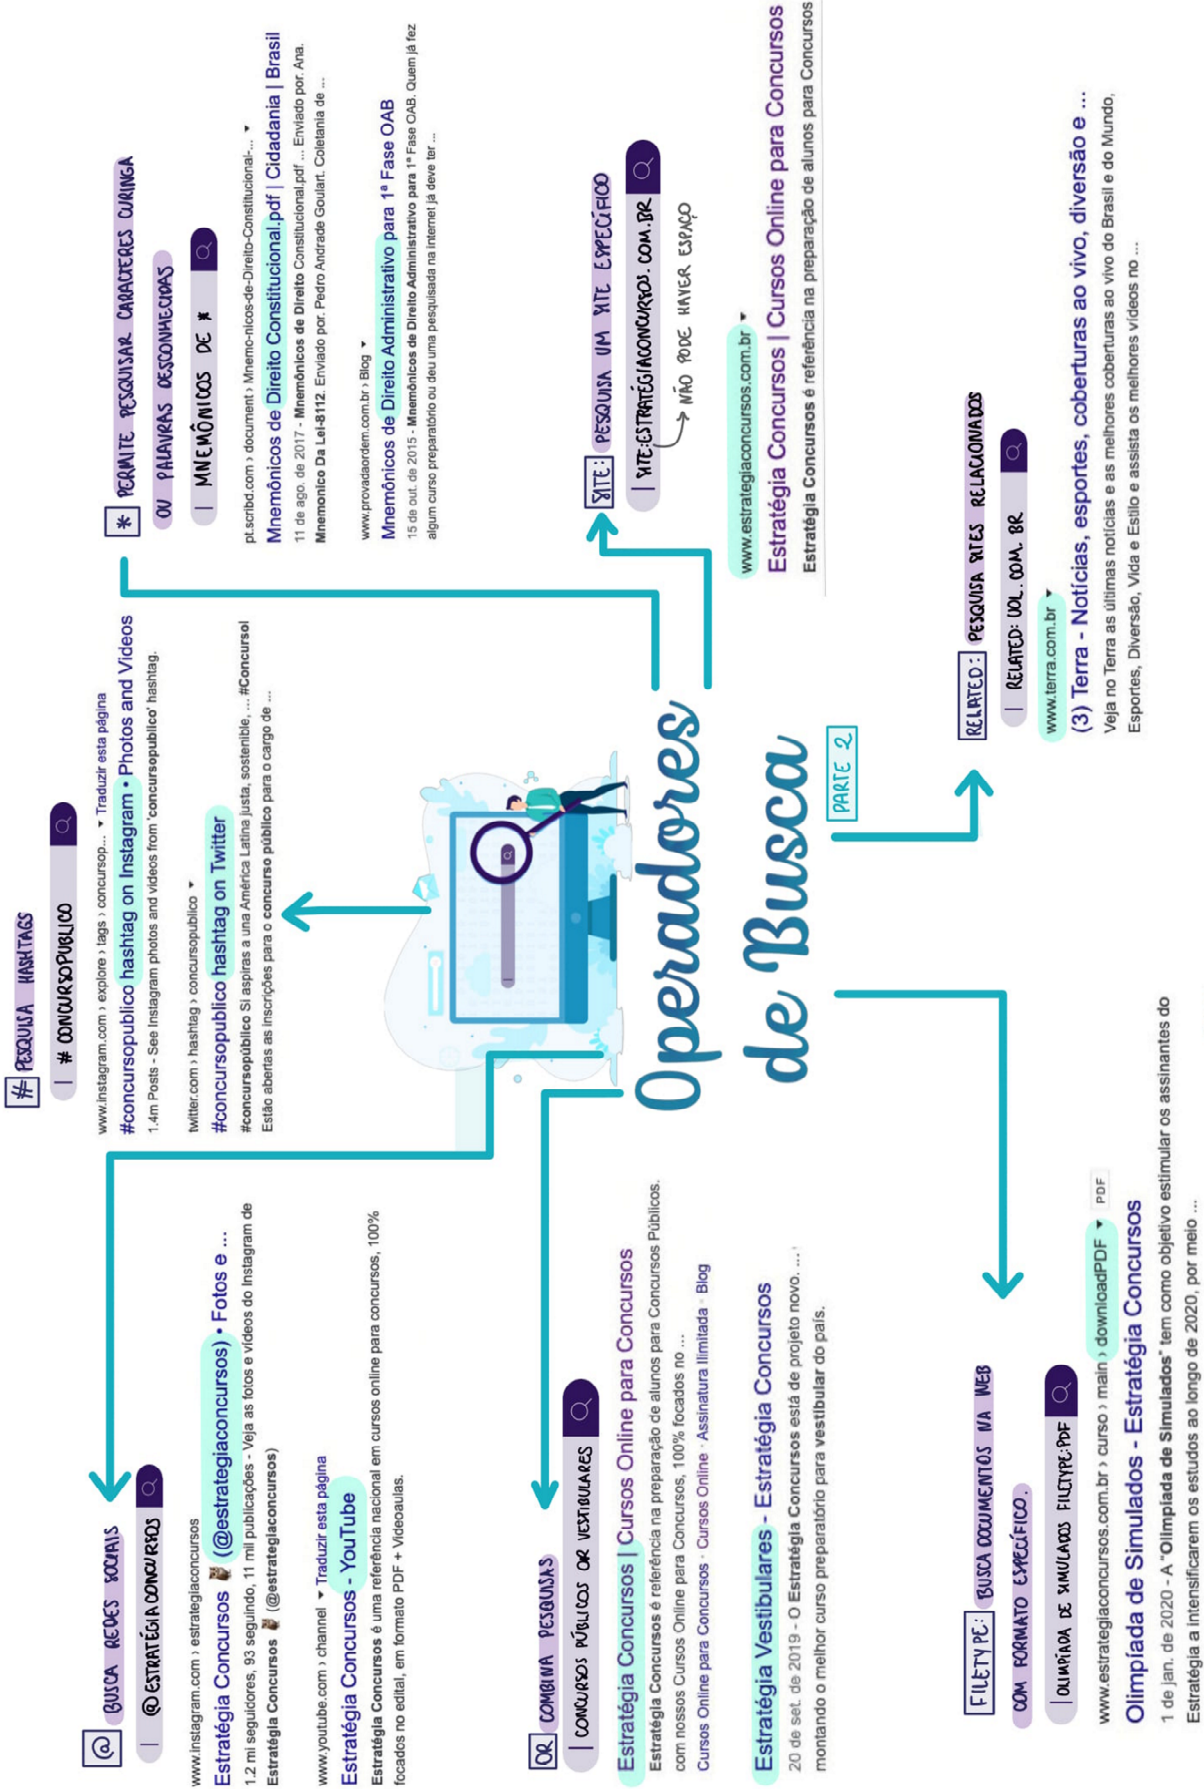 @ BUSCA REDES SOCIAIS
| @ESTRATÉGIACONCURSOS
www.instagram.com › estrategiaconcursos
Estratégia Concursos (@estrategiaconcursos) • Fotos e ...
1.2 mi seguidores, 93 seguindo, 11 mil publicações - Veja as fotos e vídeos do Instagram de
Estratégia Concursos (@estrategiaconcursos)
www.youtube.com › channel ▾ Traduzir esta página
Estratégia Concursos - YouTube
Estratégia Concursos é uma referência nacional em cursos online para concursos, 100%
focados no edital, em formato PDF + Videoaulas.
# PESQUISA HASHTAGS
| # CONCURSOPUBLICO
www.instagram.com › explore › tags › concursop... ▾ Traduzir esta página
#concursopublico hashtag on Instagram • Photos and Videos
1.4m Posts - See Instagram photos and videos from 'concursopublico' hashtag.
twitter.com › hashtag › concursopublico ▾
#concursopublico hashtag on Twitter
#concursopúblico Si aspiras a una América Latina justa, sostenible, ... #Concursol
Estão abertas as inscrições para o concurso público para o cargo de ...
* PERMITE PESQUISAR CARACTERES CURINGA
OU PALAVRAS DESCONHECIDAS
| MNEMÔNICOS DE *
pt.scribd.com › document › Mnemo-nicos-de-Direito-Constitucional-... ▾
Mnemônicos de Direito Constitucional.pdf | Cidadania | Brasil
11 de ago. de 2017 - Mnemônicos de Direito Constitucional.pdf ... Enviado por. Ana.
Mnemonico Da Lei-8112. Enviado por. Pedro Andrade Goulart. Coletania de ...
www.provadaordem.com.br › Blog ▾
Mnemônicos de Direito Administrativo para 1ª Fase OAB
15 de out. de 2015 - Mnemônicos de Direito Administrativo para 1ª Fase OAB. Quem já fez
algum curso preparatório ou deu uma pesquisada na internet já deve ter ...
OR COMBINA PESQUISAS
| CONCURSOS PÚBLICOS OR VESTIBULARES
Estratégia Concursos | Cursos Online para Concursos
Estratégia Concursos é referência na preparação de alunos para Concursos Públicos.
com nossos Cursos Online para Concursos, 100% focados no ...
Cursos Online para Concursos · Cursos Online · Assinatura Ilimitada · Blog
Estratégia Vestibulares - Estratégia Concursos
20 de set. de 2019 - O Estratégia Concursos está de projeto novo. ...
montando o melhor curso preparatório para vestibular do país.
Operadores
de Busca
PARTE 2
SITE: PESQUISA UM SITE ESPECÍFICO
| SITE:ESTRATÉGIACONCURSOS.COM.BR
NÃO PODE HAVER ESPAÇO
www.estrategiaconcursos.com.br ▾
Estratégia Concursos | Cursos Online para Concursos
Estratégia Concursos é referência na preparação de alunos para Concursos
FILETYPE: BUSCA DOCUMENTOS NA WEB
COM FORMATO ESPECÍFICO.
| OLIMPÍADA DE SIMULADOS FILETYPE:PDF
www.estrategiaconcursos.com.br › curso › main › downloadPDF ▾ PDF
Olimpíada de Simulados - Estratégia Concursos
1 de jan. de 2020 - A "Olimpíada de Simulados" tem como objetivo estimular os assinantes do
Estratégia a intensificarem os estudos ao longo de 2020, por meio ...
RELATED: PESQUISA SITES RELACIONADOS
| RELATED: UOL.COM.BR
www.terra.com.br ▾
(3) Terra - Notícias, esportes, coberturas ao vivo, diversão e ...
Veja no Terra as últimas notícias e as melhores coberturas ao vivo do Brasil e do Mundo,
Esportes, Diversão, Vida e Estilo e assista os melhores vídeos no ...